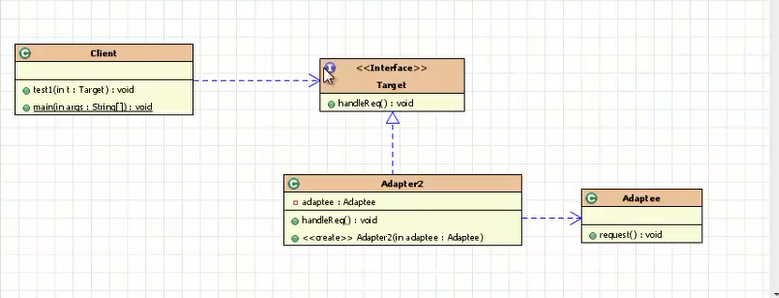 Client
test1(in t : Target) : void
main(in args : String[]) : void
<<Interface>>
Target
handleReq() : void
Adapter2
adaptee : Adaptee
handleReq() : void
<<create>> Adapter2(in adaptee : Adaptee)
Adaptee
request() : void